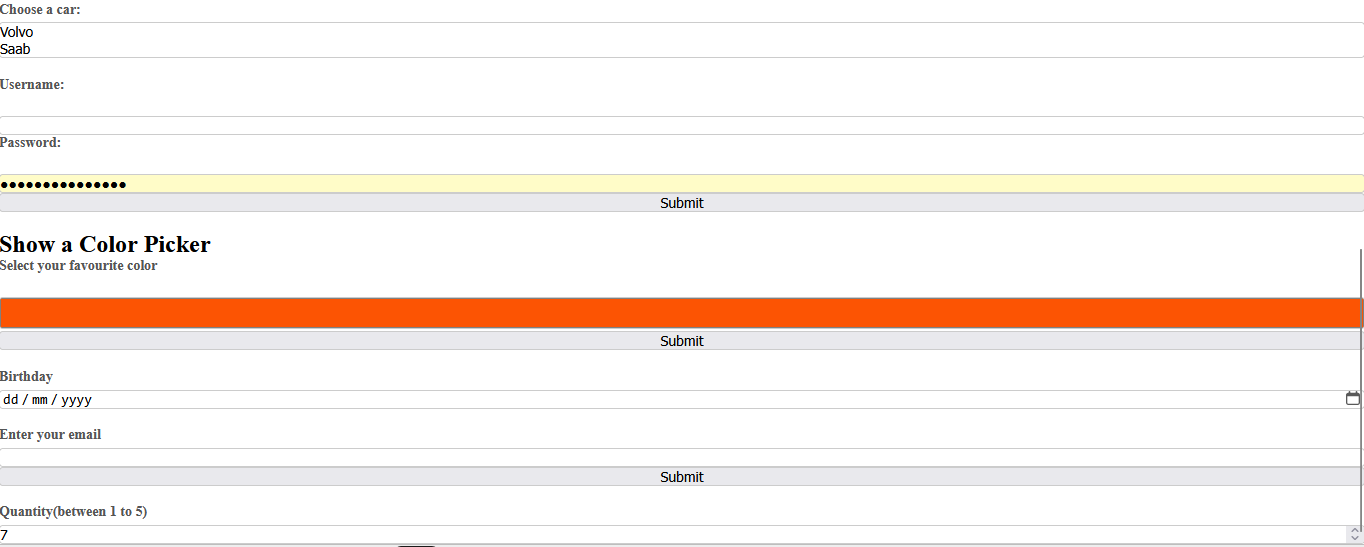 Choose a car:
Volvo
Saab
Username:
Password:
●●●●●●●●●●●●●●●
Submit
Show a Color Picker
Select your favourite color
Submit
Birthday
dd / mm / yyyy
Enter your email
Submit
Quantity(between 1 to 5)
7